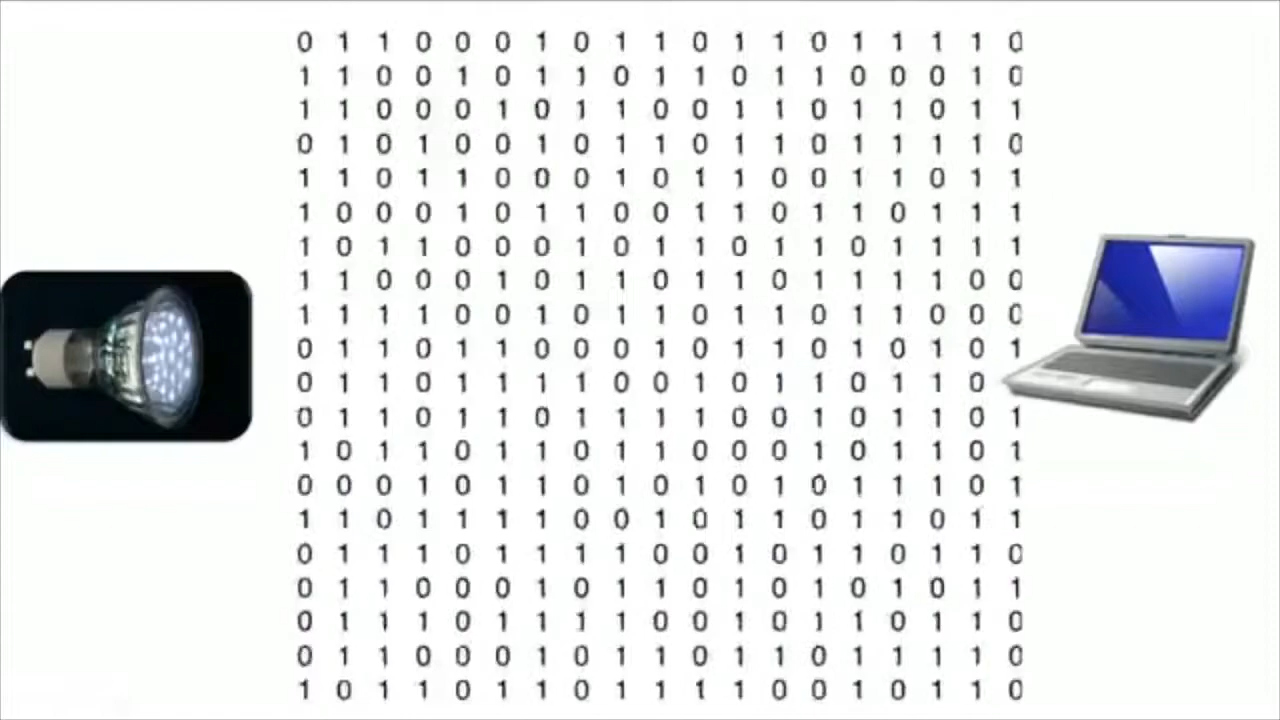 0 1 1 0 0 0 1 0 1 1 0 1 1 0 1 1 1 1 0
1 1 0 0 1 0 1 1 0 1 1 0 1 1 0 0 0 1 0
1 1 0 0 0 1 0 1 1 0 0 1 1 0 1 1 0 1 1
0 1 0 1 0 0 1 0 1 1 0 1 1 0 1 1 1 1 0
1 1 0 1 1 0 0 0 1 0 1 1 0 0 1 1 0 1 1
1 0 0 0 1 0 1 1 0 0 1 1 0 1 1 0 1 1 1
1 0 1 1 0 0 0 1 0 1 1 0 1 1 0 1 1 1 1
1 1 0 0 0 1 0 1 1 0 1 1 0 1 1 1 1 0 0
1 1 1 1 0 0 1 0 1 1 0 1 1 0 1 1 0 0 0
0 1 1 0 1 1 0 0 0 1 0 1 1 0 1 0 1 0 1
0 1 1 0 1 1 1 1 0 0 1 0 1 1 0 1 1 0
0 1 1 0 1 1 0 1 1 1 1 0 0 1 0 1 1 0 1
1 0 1 1 0 1 1 0 1 1 0 0 0 1 0 1 1 0 1
0 0 0 1 0 1 1 0 1 0 1 0 1 0 1 1 1 0 1
1 1 0 1 1 1 1 0 0 1 0 1 1 0 1 1 0 1 1
0 1 1 1 0 1 1 1 1 0 0 1 0 1 1 0 1 1 0
0 1 1 0 0 0 1 0 1 1 0 1 0 1 0 1 0 1 1
0 1 1 1 0 1 1 1 1 0 0 1 0 1 1 0 1 1 0
0 1 1 0 0 0 1 0 1 1 0 1 1 0 1 1 1 1 0
1 0 1 1 0 1 1 0 1 1 1 1 0 0 1 0 1 1 0